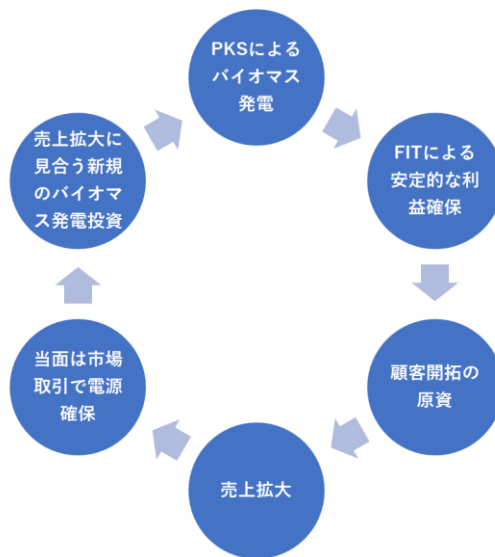 PKSによる
バイオマス
発電
FITによる
安定的な利
益確保
顧客開拓の
原資
売上拡大
当面は市場
取引で電源
確保
売上拡大に
見合う新規
のバイオマ
ス発電投資